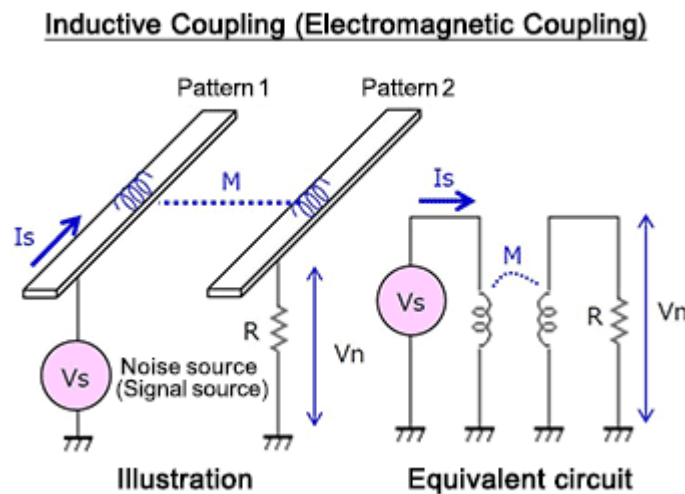 Inductive Coupling (Electromagnetic Coupling)
Pattern 1
Pattern 2
M
Is
Is
M
R
Vn
Vs
Noise source
(Signal source)
Vs
R
Vn
Illustration
Equivalent circuit